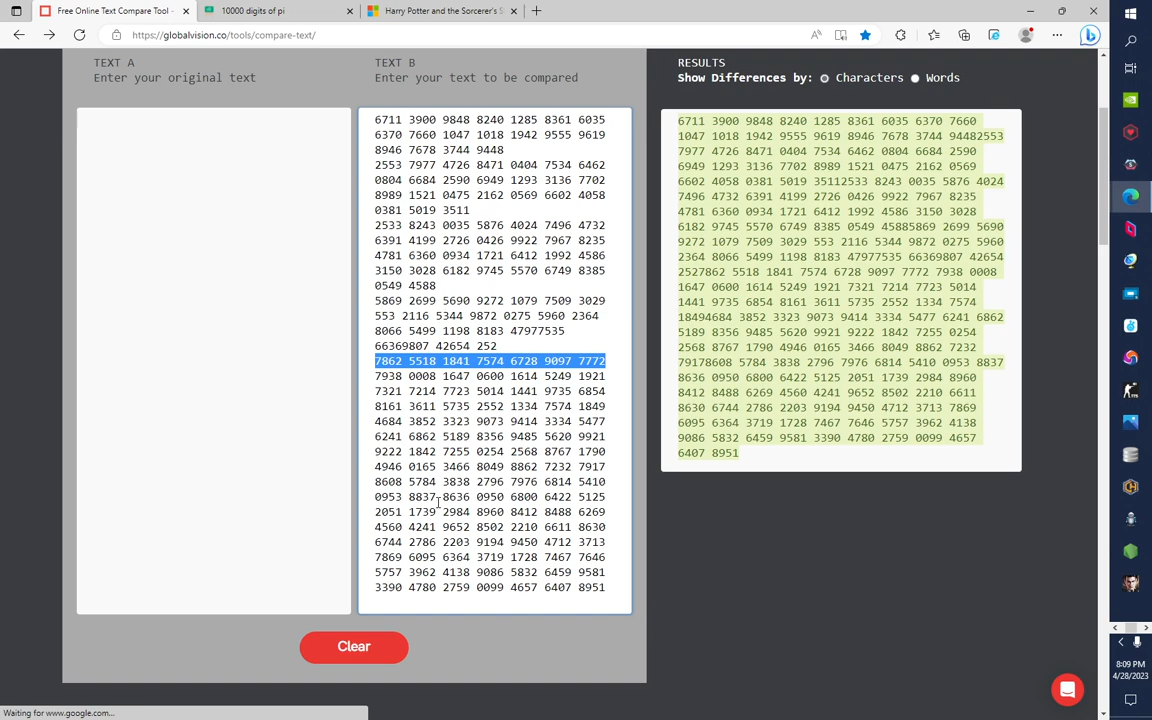 Free Online Text Compare Tool -
10000 digits of pi
Harry Potter and the Sorcerer's S
https://globalvision.co/tools/compare-text/
TEXT A
Enter your original text
TEXT B
Enter your text to be compared
6711 3900 9848 8240 1285 8361 6035
6370 7660 1047 1018 1942 9555 9619
8946 7678 3744 9448
2553 7977 4726 8471 0404 7534 6462
0804 6684 2590 6949 1293 3136 7702
8989 1521 0475 2162 0569 6602 4058
0381 5019 3511
2533 8243 0035 5876 4024 7496 4732
6391 4199 2726 0426 9922 7967 8235
4781 6360 0934 1721 6412 1992 4586
3150 3028 6182 9745 5570 6749 8385
0549 4588
5869 2699 5690 9272 1079 7509 3029
553 2116 5344 9872 0275 5960 2364
8066 5499 1198 8183 47977535
66369807 42654 252
7862 5518 1841 7574 6728 9097 7772
7938 0008 1647 0600 1614 5249 1921
7321 7214 7723 5014 1441 9735 6854
8161 3611 5735 2552 1334 7574 1849
4684 3852 3323 9073 9414 3334 5477
6241 6862 5189 8356 9485 5620 9921
9222 1842 7255 0254 2568 8767 1790
4946 0165 3466 8049 8862 7232 7917
8608 5784 3838 2796 7976 6814 5410
0953 8837 8636 0950 6800 6422 5125
2051 1739 2984 8960 8412 8488 6269
4560 4241 9652 8502 2210 6611 8630
6744 2786 2203 9194 9450 4712 3713
7869 6095 6364 3719 1728 7467 7646
5757 3962 4138 9086 5832 6459 9581
3390 4780 2759 0099 4657 6407 8951
Clear
RESULTS
Show Differences by: Characters Words
6711 3900 9848 8240 1285 8361 6035 6370 7660
1047 1018 1942 9555 9619 8946 7678 3744 94482553
7977 4726 8471 0404 7534 6462 0804 6684 2590
6949 1293 3136 7702 8989 1521 0475 2162 0569
6602 4058 0381 5019 35112533 8243 0035 5876 4024
7496 4732 6391 4199 2726 0426 9922 7967 8235
4781 6360 0934 1721 6412 1992 4586 3150 3028
6182 9745 5570 6749 8385 0549 45885869 2699 5690
9272 1079 7509 3029 553 2116 5344 9872 0275 5960
2364 8066 5499 1198 8183 47977535 66369807 42654
2527862 5518 1841 7574 6728 9097 7772 7938 0008
1647 0600 1614 5249 1921 7321 7214 7723 5014
1441 9735 6854 8161 3611 5735 2552 1334 7574
18494684 3852 3323 9073 9414 3334 5477 6241 6862
5189 8356 9485 5620 9921 9222 1842 7255 0254
2568 8767 1790 4946 0165 3466 8049 8862 7232
79178608 5784 3838 2796 7976 6814 5410 0953 8837
8636 0950 6800 6422 5125 2051 1739 2984 8960
8412 8488 6269 4560 4241 9652 8502 2210 6611
8630 6744 2786 2203 9194 9450 4712 3713 7869
6095 6364 3719 1728 7467 7646 5757 3962 4138
9086 5832 6459 9581 3390 4780 2759 0099 4657
6407 8951
8:09 PM
4/28/2023
Waiting for www.google.com...